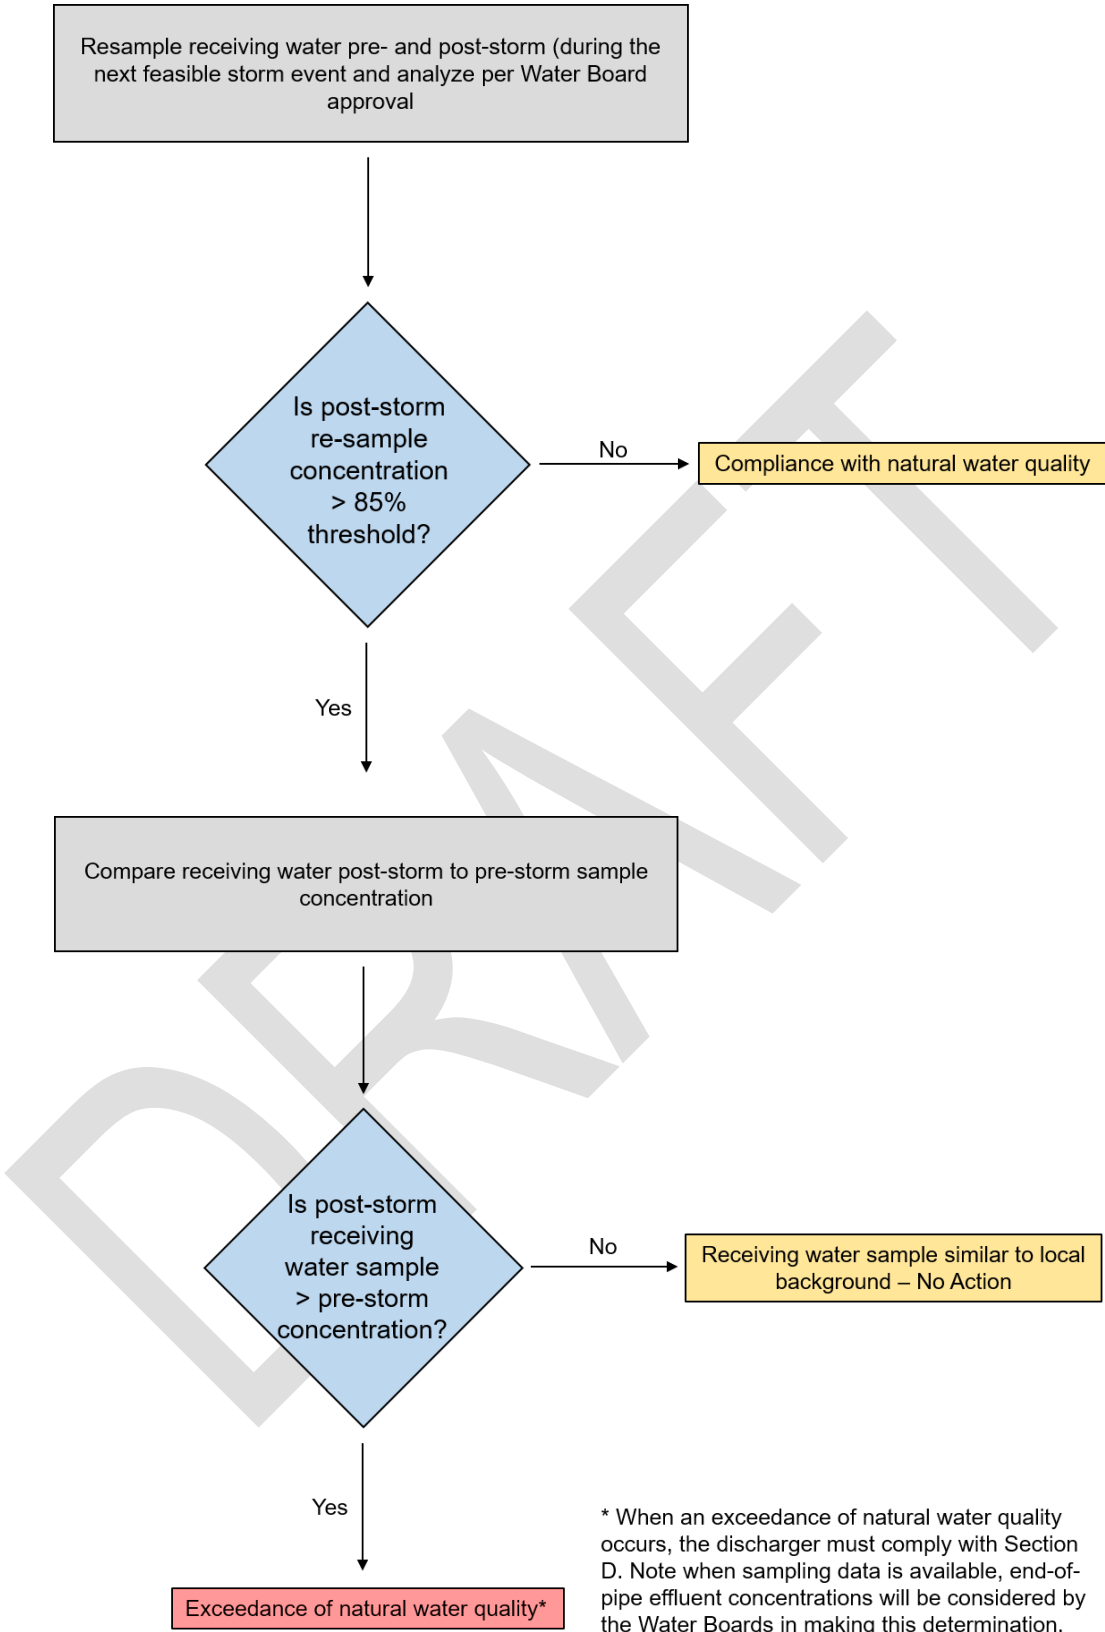 Resample receiving water pre- and post-storm (during the
next feasible storm event and analyze per Water Board
approval
Is post-storm
re-sample
concentration
> 85%
threshold?
No
Compliance with natural water quality
Yes
Compare receiving water post-storm to pre-storm sample
concentration
Is post-storm
receiving
water sample
> pre-storm
concentration?
No
Receiving water sample similar to local
background – No Action
Yes
Exceedance of natural water quality*
* When an exceedance of natural water quality
occurs, the discharger must comply with Section
D. Note when sampling data is available, end-of-
pipe effluent concentrations will be considered by
the Water Boards in making this determination.
DRAFT